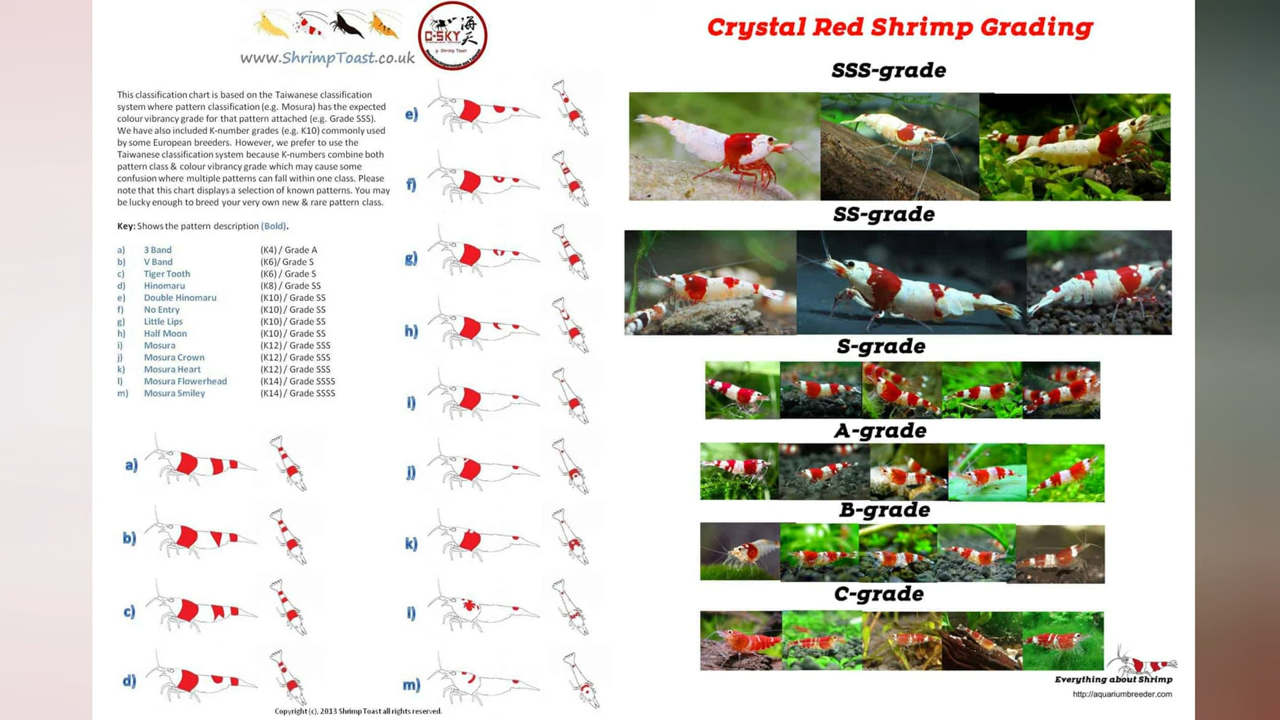 www.ShrimpToast.co.uk
C-SKY 海天
This classification chart is based on the Taiwanese classification
system where pattern classification (e.g. Mosura) has the expected
colour vibrancy grade for that pattern attached (e.g. Grade SSS).
We have also included K-number grades (e.g. K10) commonly used
by some European breeders. However, we prefer to use the
Taiwanese classification system because K-numbers combine both
pattern class & colour vibrancy grade which may cause some
confusion where multiple patterns can fall within one class. Please
note that this chart displays a selection of known patterns. You may
be lucky enough to breed your very own new & rare pattern class.
Key: Shows the pattern description (Bold).
a) 3 Band (K4) / Grade A
b) V Band (K6)/ Grade S
c) Tiger Tooth (K6) / Grade S
d) Hinomaru (K8) / Grade SS
e) Double Hinomaru (K10) / Grade SS
f) No Entry (K10) / Grade SS
g) Little Lips (K10) / Grade SS
h) Half Moon (K10) / Grade SS
i) Mosura (K12) / Grade SSS
j) Mosura Crown (K12) / Grade SSS
k) Mosura Heart (K12) / Grade SSS
l) Mosura Flowerhead (K14) / Grade SSSS
m) Mosura Smiley (K14) / Grade SSSS
a)
b)
c)
d)
e)
f)
g)
h)
i)
j)
k)
l)
m)
Copyright (c), 2013 ShrimpToast all rights reserved.
Crystal Red Shrimp Grading
SSS-grade
SS-grade
S-grade
A-grade
B-grade
C-grade
Everything about Shrimp
http://aquariumbreeder.com